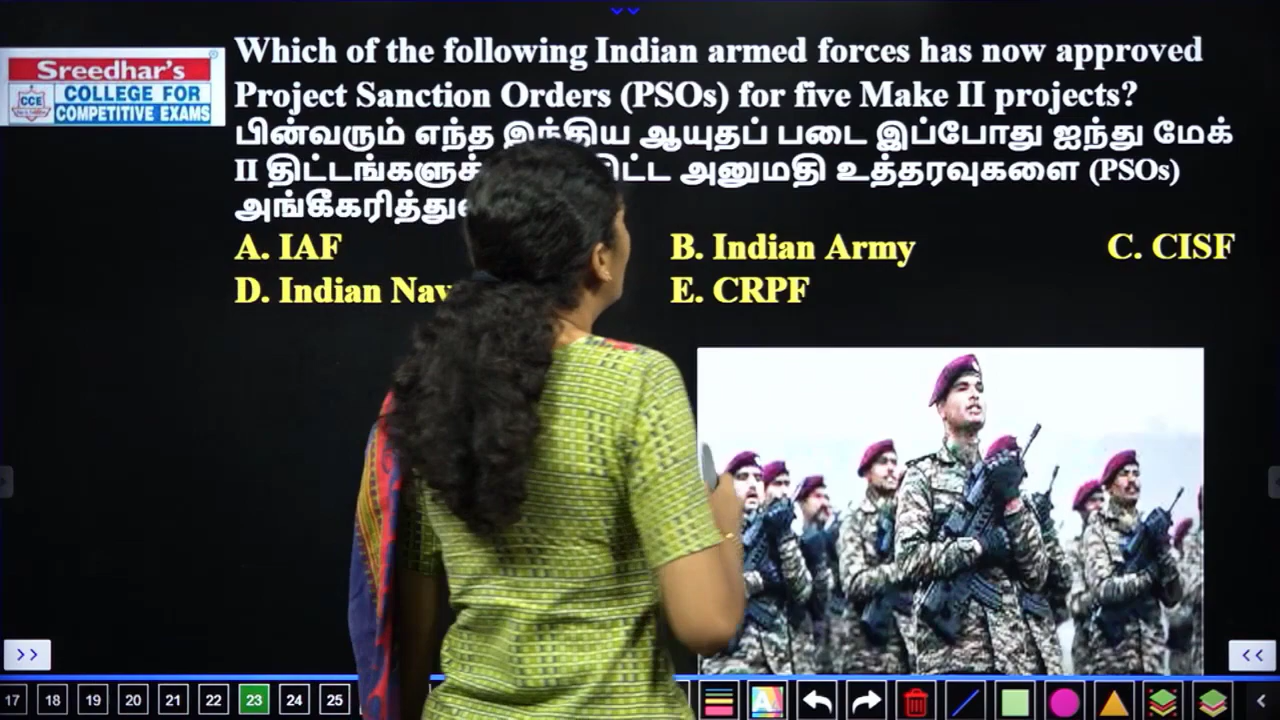 Sreedhar's
CCE
COLLEGE FOR
COMPETITIVE EXAMS
Which of the following Indian armed forces has now approved
Project Sanction Orders (PSOs) for five Make II projects?
பின்வரும் எந்த இந்திய ஆயுதப் படை இப்போது ஐந்து மேக்
II அனுமதி உத்தரவுகளை (PSOs)
A. IAF B. Indian Army C. CISF
D. Indian E. CRPF
>> <<
17 18 19 20 21 22 23 24 25